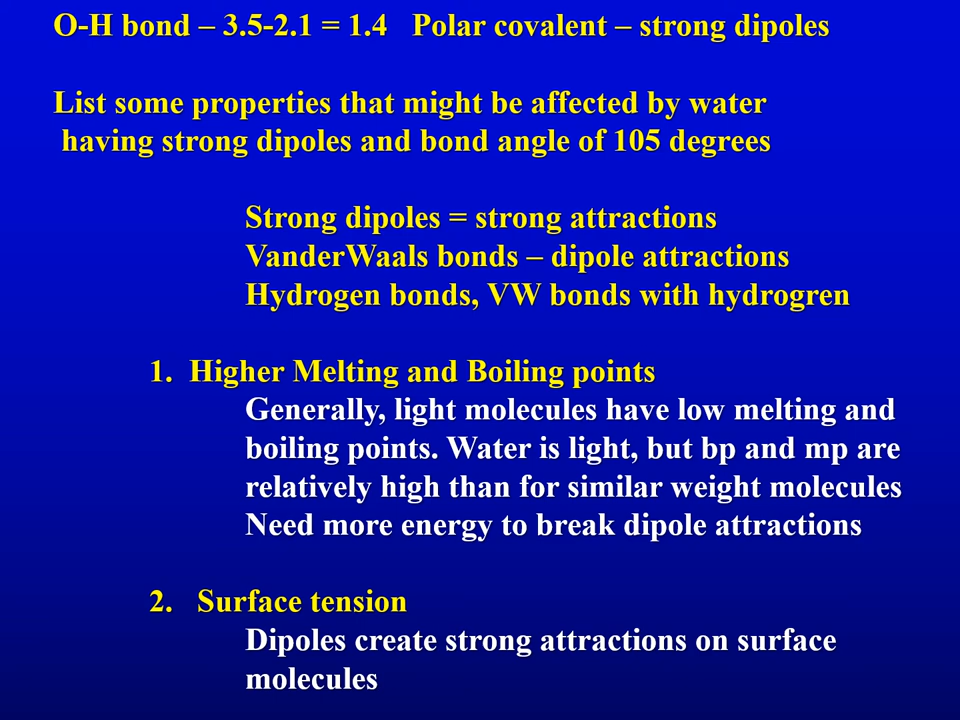 O-H bond – 3.5-2.1 = 1.4 Polar covalent – strong dipoles
List some properties that might be affected by water
having strong dipoles and bond angle of 105 degrees
Strong dipoles = strong attractions
VanderWaals bonds – dipole attractions
Hydrogen bonds, VW bonds with hydrogren
1. Higher Melting and Boiling points
Generally, light molecules have low melting and
boiling points. Water is light, but bp and mp are
relatively high than for similar weight molecules
Need more energy to break dipole attractions
2. Surface tension
Dipoles create strong attractions on surface
molecules